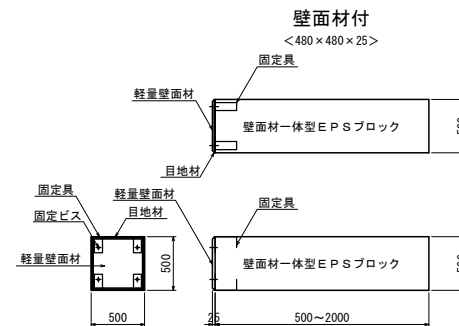 壁面材付
<480×480×25>
固定具
軽量壁面材
壁面材一体型ＥＰＳブロック
目地材
固定具
固定ビス
目地材
軽量壁面材
軽量壁面材
固定具
壁面材一体型ＥＰＳブロック
500
500
25
500～2000